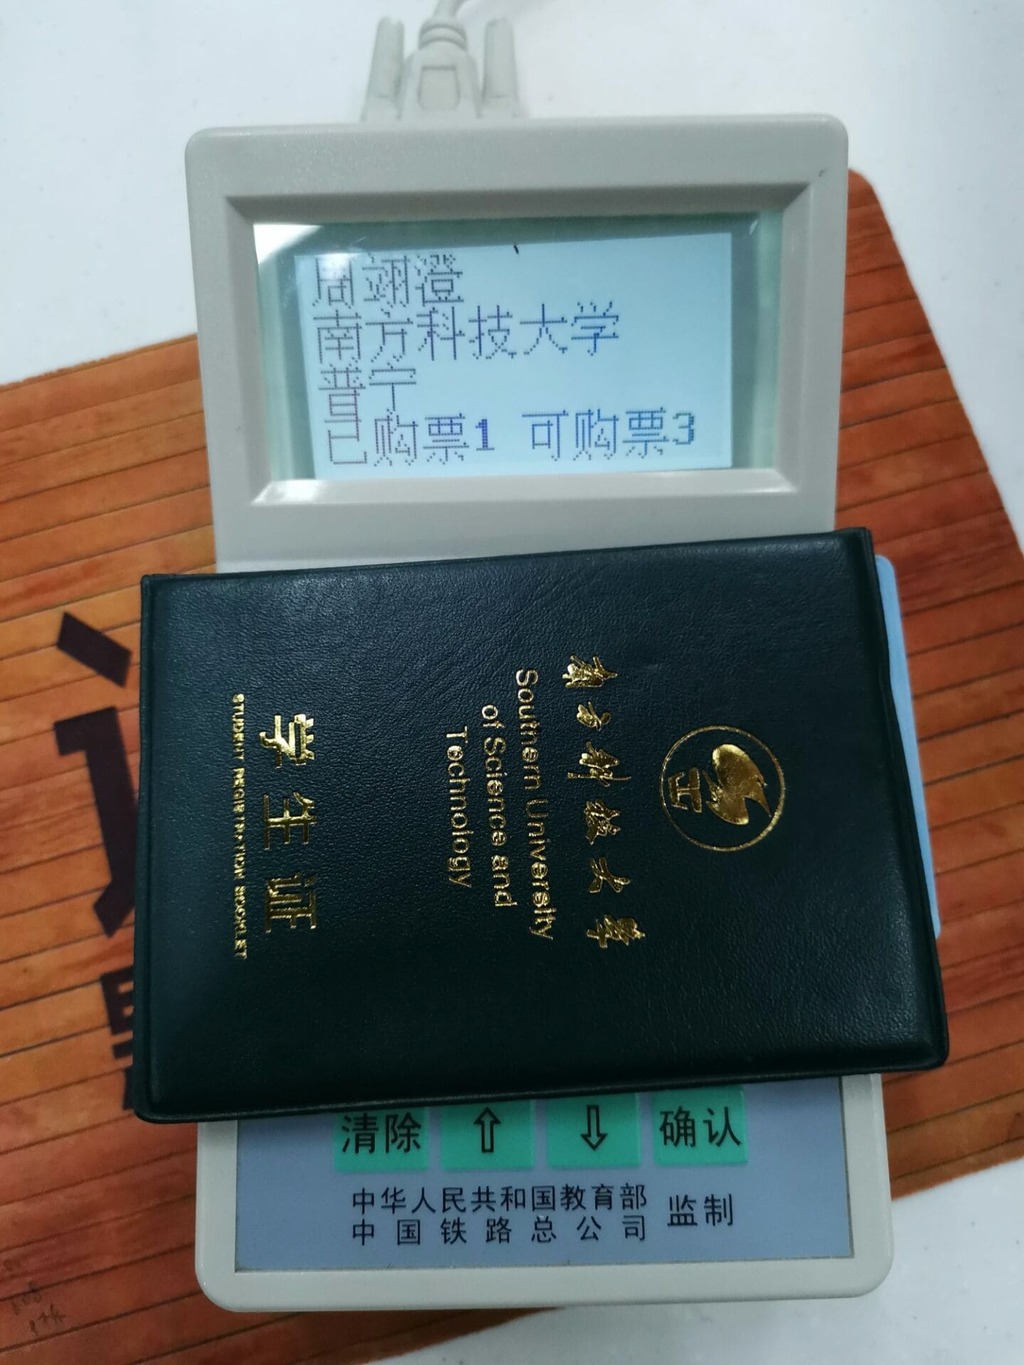 周翊澄
南方科技大学
普宁
已购票1 可购票3
南方科技大学
Southern University
of Science and
Technology
学生证
STUDENT REGISTRATION BOOKLET
清除 ⇧ ⇩ 确认
中华人民共和国教育部
中国铁路总公司 监制